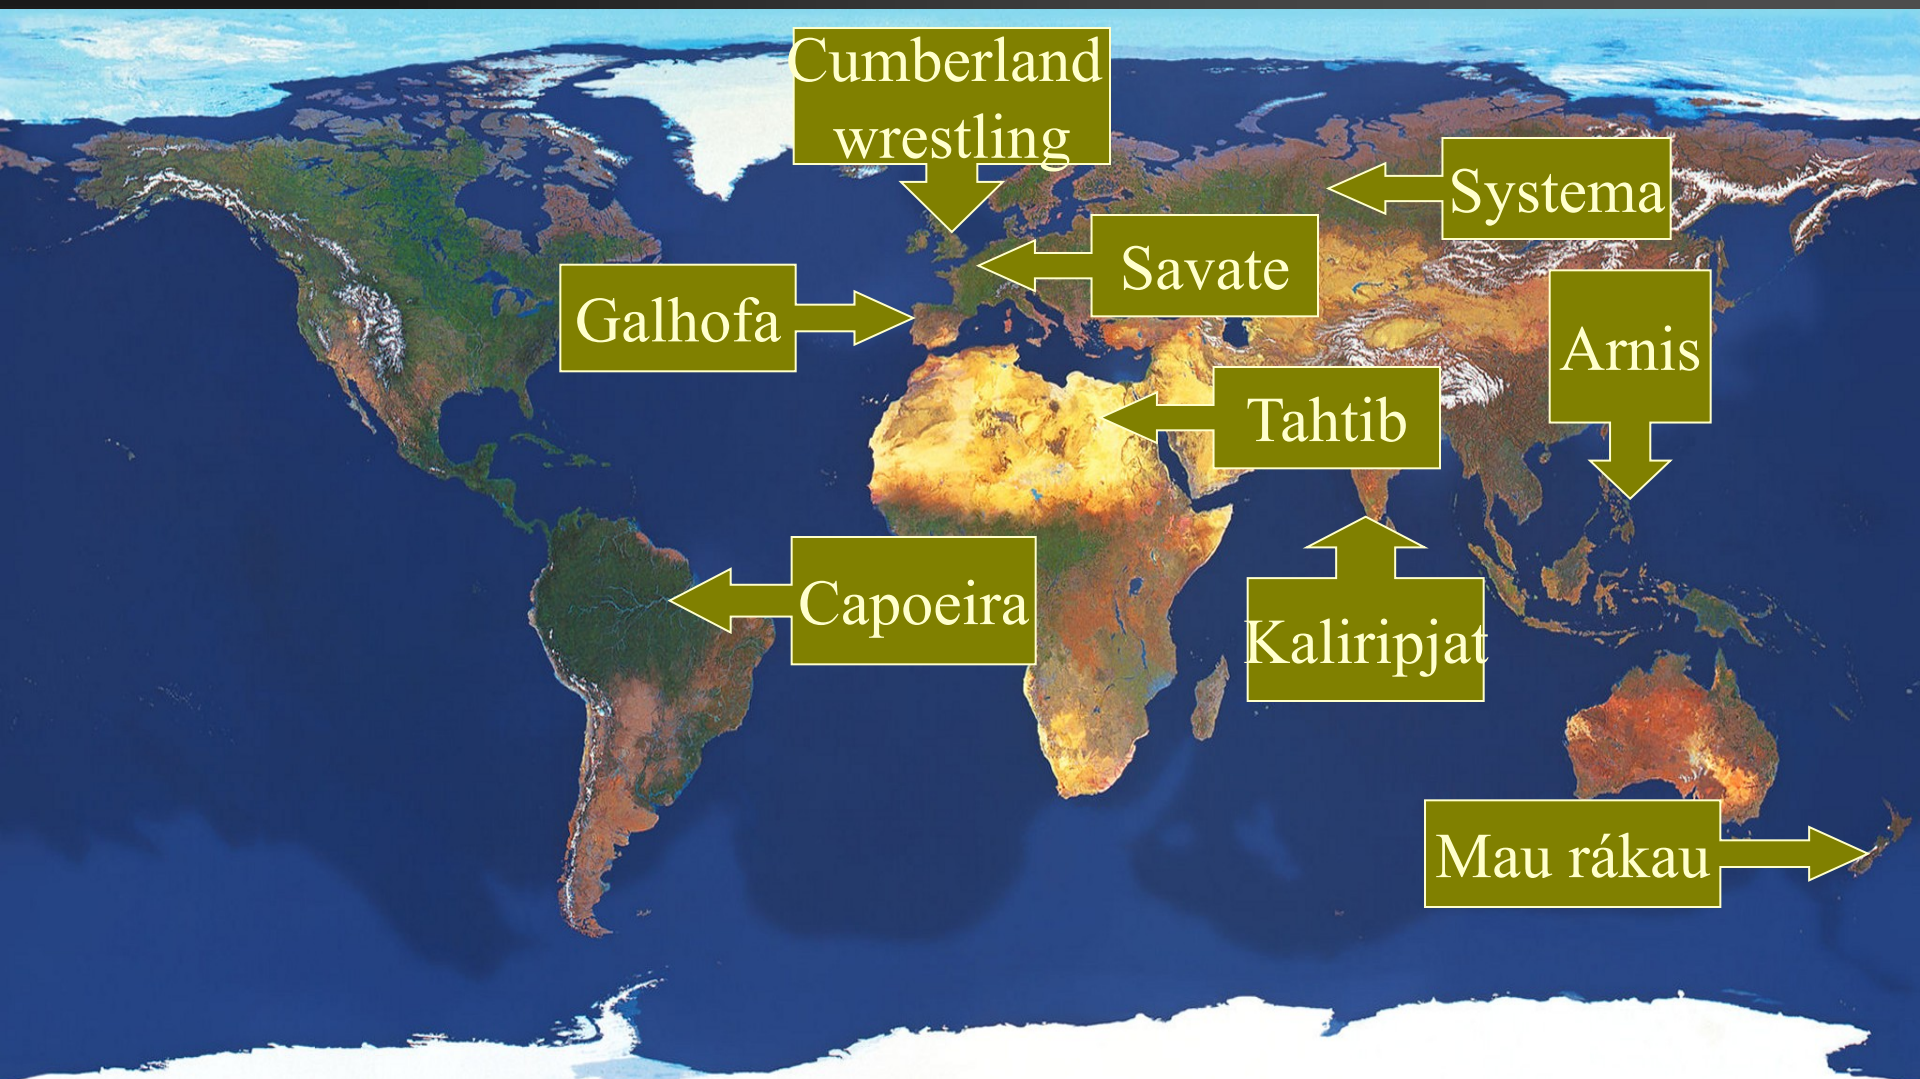 Cumberland
wrestling
Systema
Savate
Galhofa
Arnis
Tahtib
Capoeira
Kaliripjat
Mau rákau